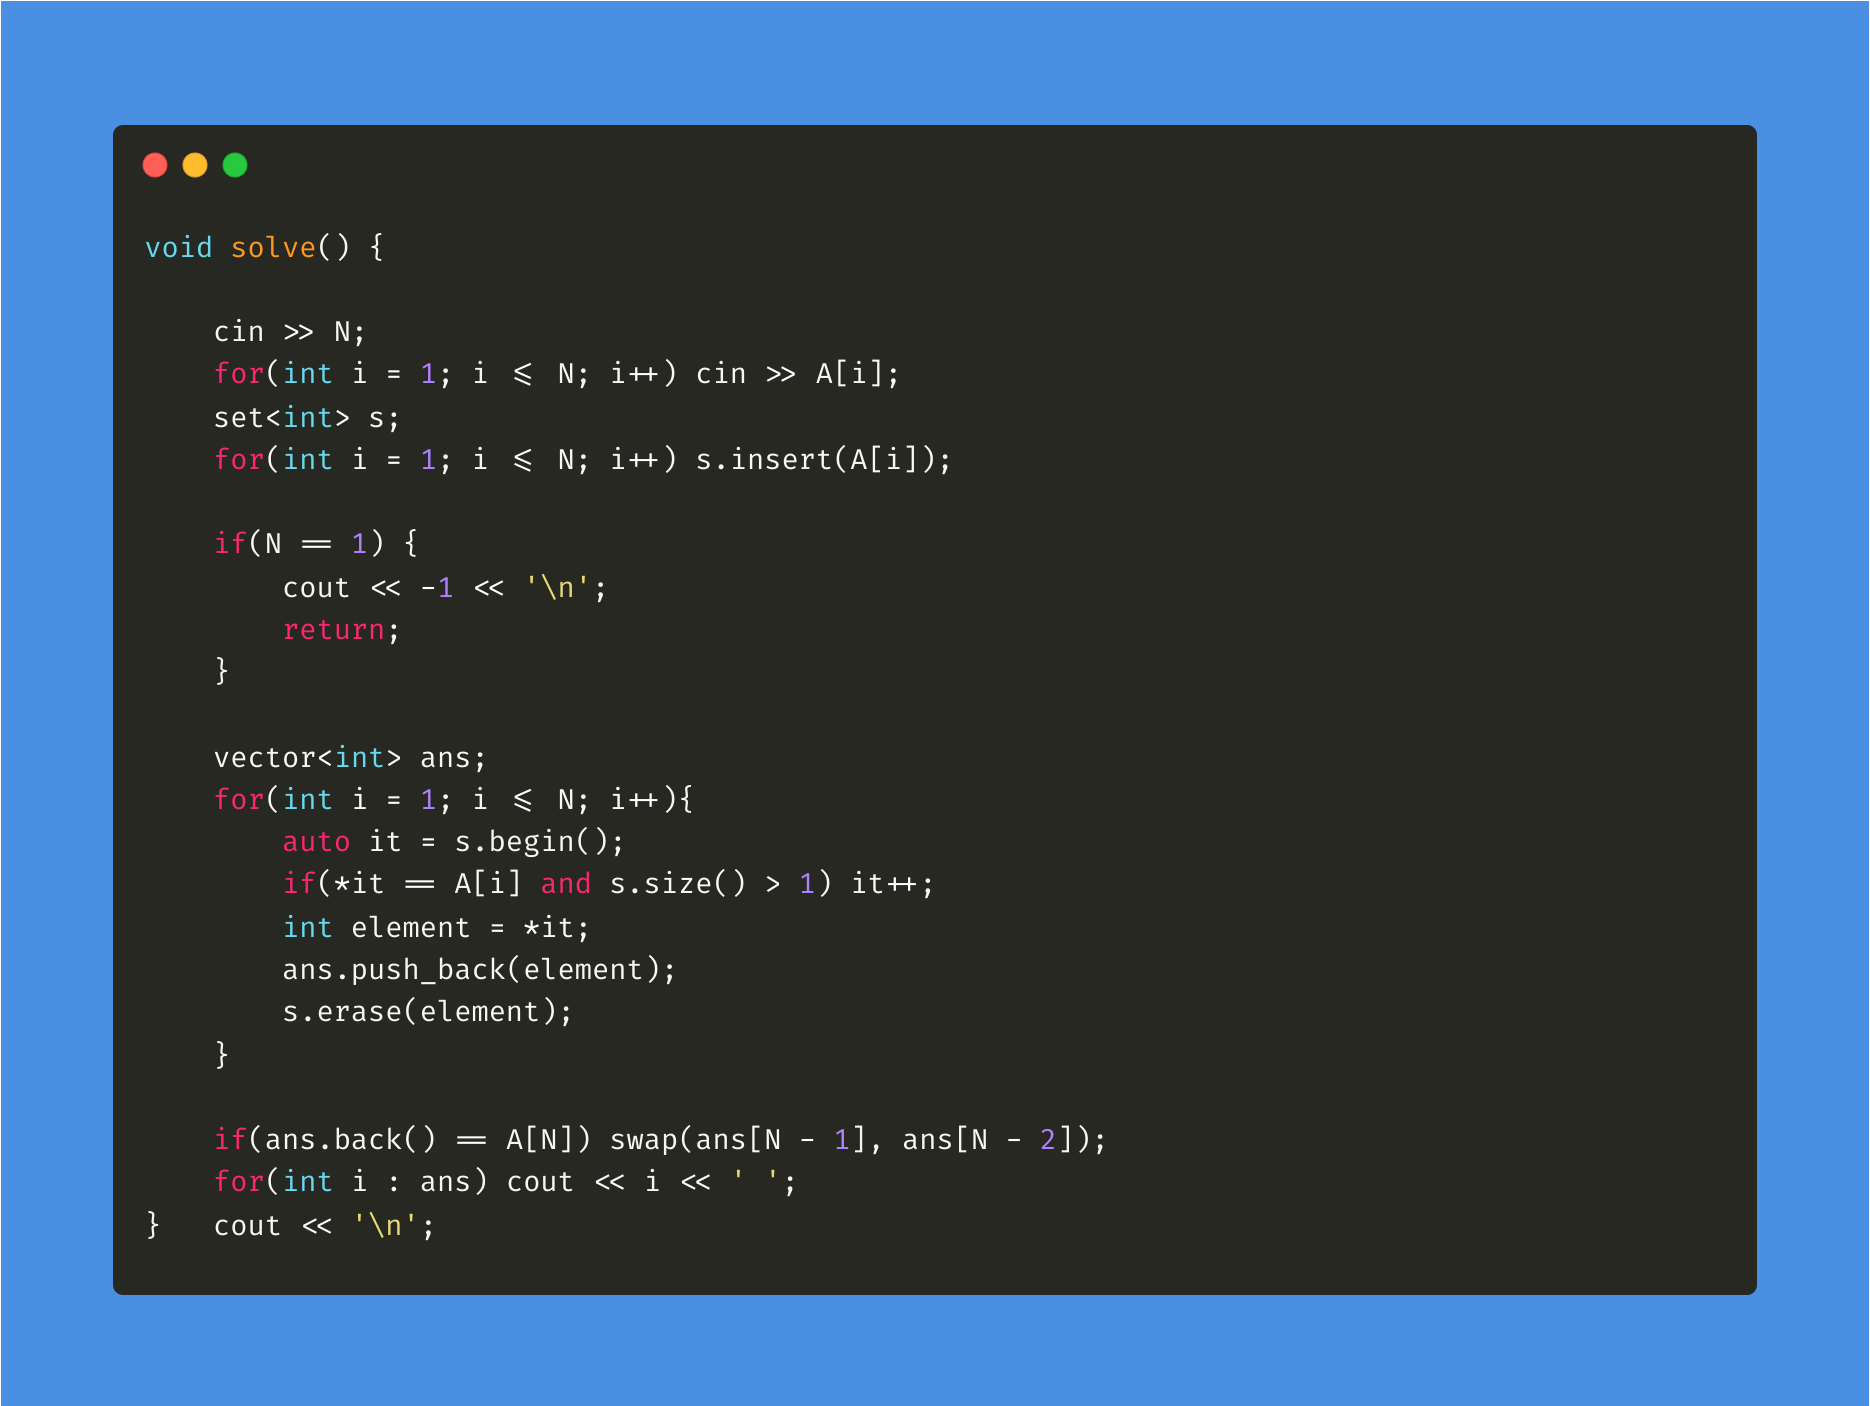 void solve() {
cin >> N;
for(int i = 1; i <= N; i++) cin >> A[i];
set<int> s;
for(int i = 1; i <= N; i++) s.insert(A[i]);
if(N == 1) {
cout << -1 << '\n';
return;
}
vector<int> ans;
for(int i = 1; i <= N; i++){
auto it = s.begin();
if(*it == A[i] and s.size() > 1) it++;
int element = *it;
ans.push_back(element);
s.erase(element);
}
if(ans.back() == A[N]) swap(ans[N - 1], ans[N - 2]);
for(int i : ans) cout << i << ' ';
} cout << '\n';